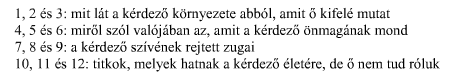 1, 2 és 3: mit lát a kérdező környezete abból, amit ő kifelé mutat
4, 5 és 6: miről szól valójában az, amit a kérdező önmagának mond
7, 8 és 9: a kérdező szívének rejtett zugai
10, 11 és 12: titkok, melyek hatnak a kérdező életére, de ő nem tud róluk